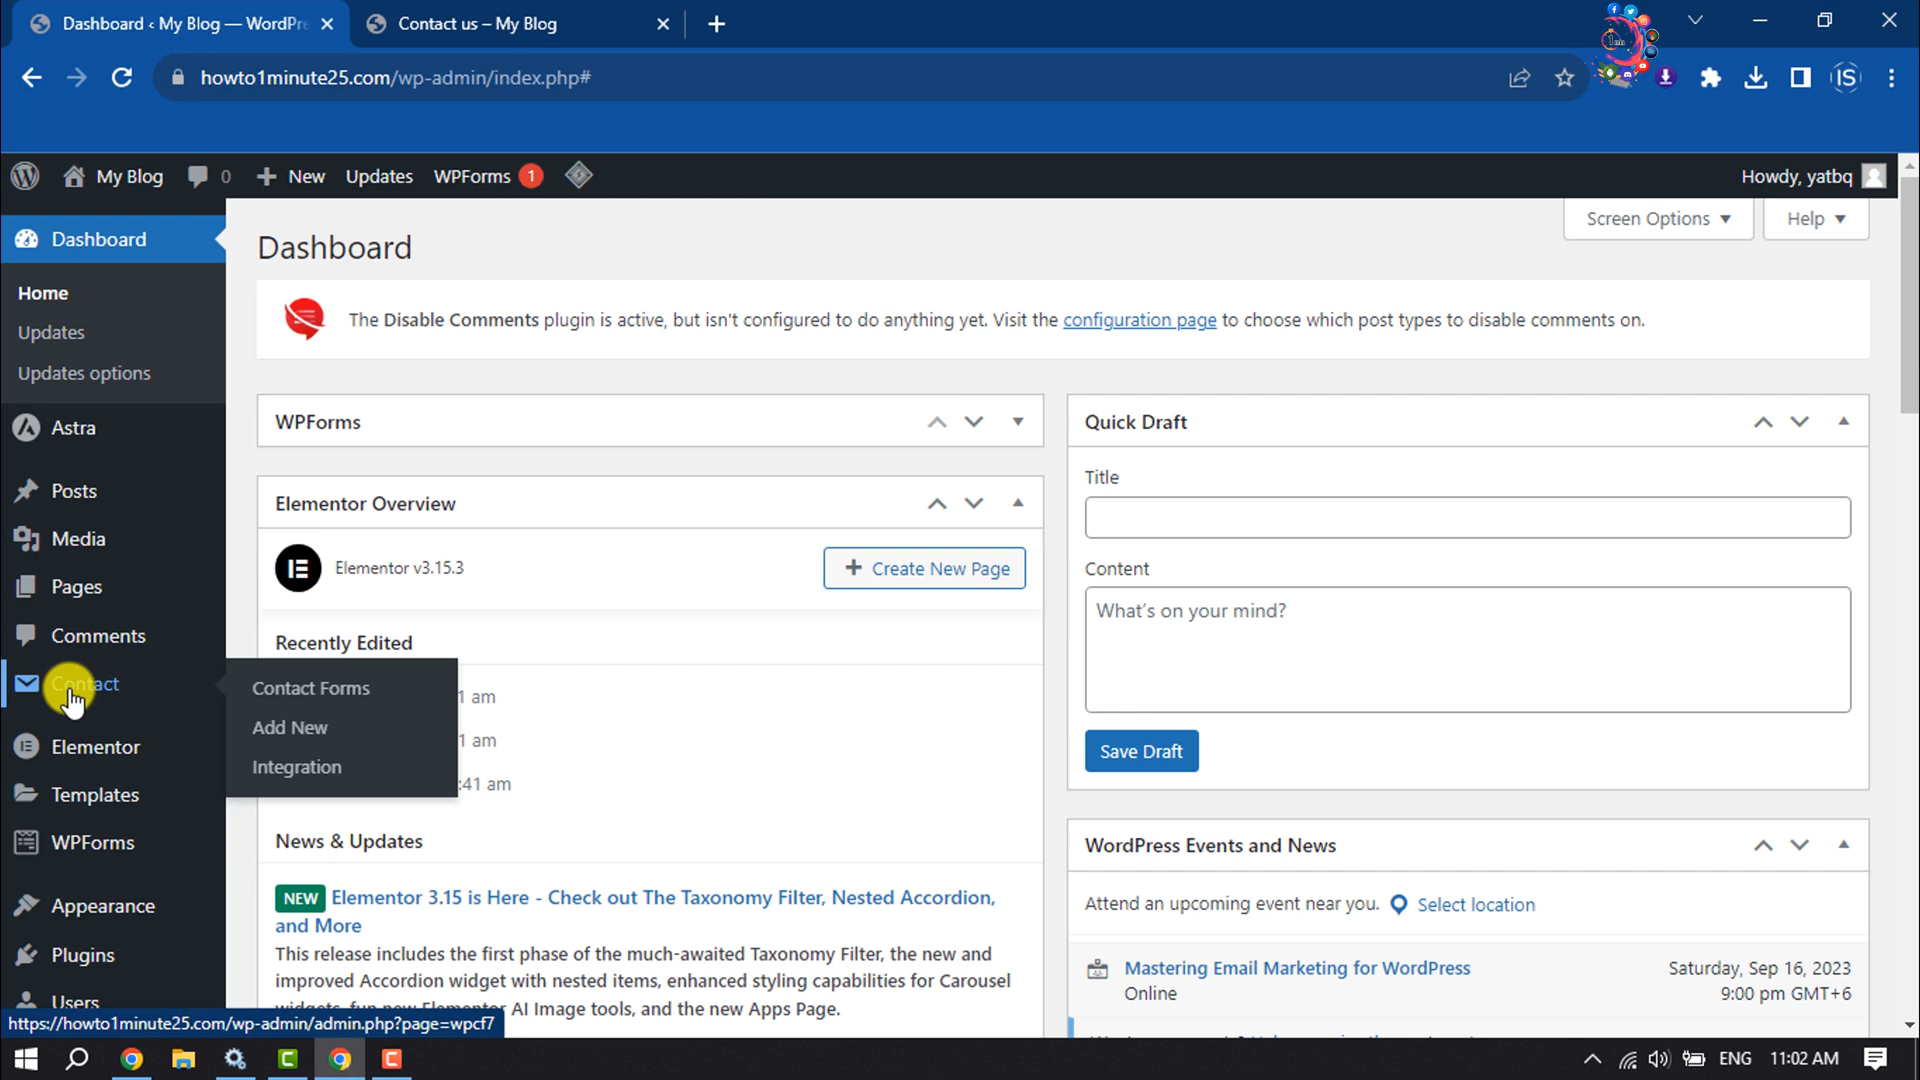 Dashboard ‹ My Blog — WordPre
Contact us – My Blog
howto1minute25.com/wp-admin/index.php#
IS
My Blog
0
New
Updates
WPForms
1
Howdy, yatbq
Screen Options
Help
Dashboard
Dashboard
The Disable Comments plugin is active, but isn't configured to do anything yet. Visit the configuration page to choose which post types to disable comments on.
Home
Updates
Updates options
Astra
Posts
Media
Pages
Comments
Contact
Contact Forms
Add New
Integration
Elementor
Templates
WPForms
Appearance
Plugins
Users
WPForms
Elementor Overview
Elementor v3.15.3
Create New Page
Recently Edited
1 am
1 am
:41 am
News & Updates
NEW Elementor 3.15 is Here - Check out The Taxonomy Filter, Nested Accordion,
and More
This release includes the first phase of the much-awaited Taxonomy Filter, the new and
improved Accordion widget with nested items, enhanced styling capabilities for Carousel
widgets, fun new Elementor AI Image tools, and the new Apps Page.
Quick Draft
Title
Content
What's on your mind?
Save Draft
WordPress Events and News
Attend an upcoming event near you.
Select location
Mastering Email Marketing for WordPress
Online
Saturday, Sep 16, 2023
9:00 pm GMT+6
https://howto1minute25.com/wp-admin/admin.php?page=wpcf7
ENG
11:02 AM